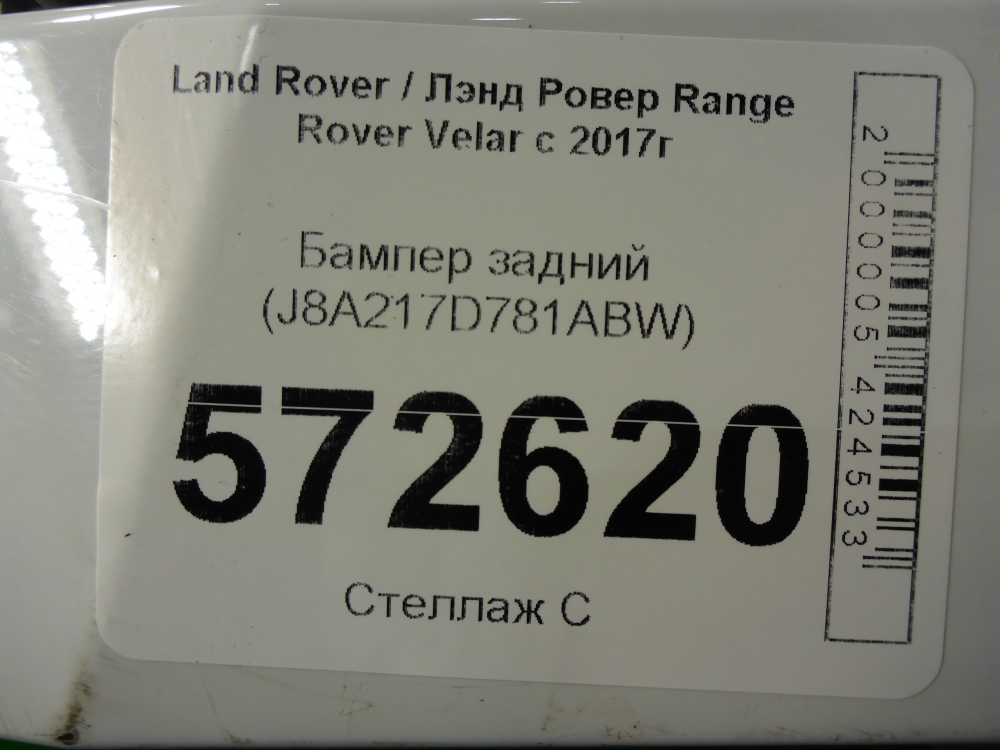 Land Rover / Лэнд Ровер Range
Rover Velar с 2017г
Бампер задний
(J8A217D781ABW)
572620
Стеллаж С
2000005424533